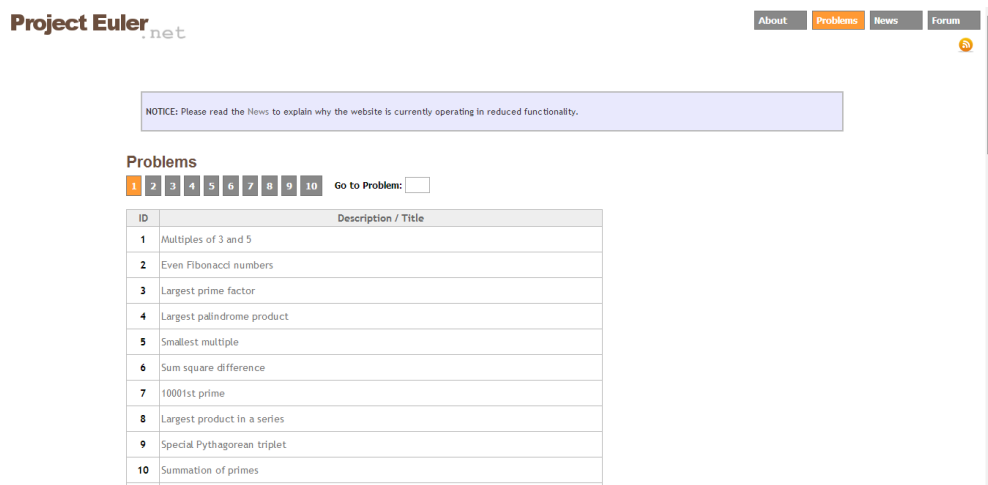 Project Euler.net
About Problems News Forum
NOTICE: Please read the News to explain why the website is currently operating in reduced functionality.
Problems
1 2 3 4 5 6 7 8 9 10 Go to Problem:
ID Description / Title
1 Multiples of 3 and 5
2 Even Fibonacci numbers
3 Largest prime factor
4 Largest palindrome product
5 Smallest multiple
6 Sum square difference
7 10001st prime
8 Largest product in a series
9 Special Pythagorean triplet
10 Summation of primes